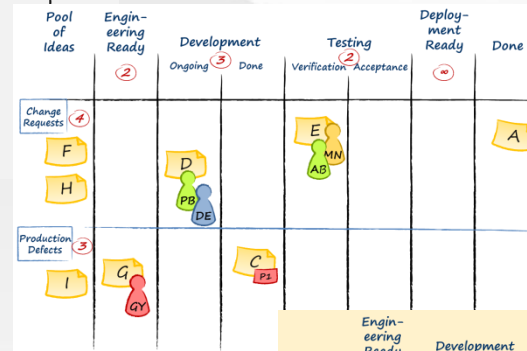 Pool
of
Ideas
Engin-
eering
Ready
2
Development
3
Ongoing
Done
Testing
2
Verification
Acceptance
Deploy-
ment
Ready
∞
Done
Change
Requests
4
F
H
D
PB
DE
E
MN
AB
A
Production
Defects
3
I
G
GY
C
P1
Engin-
eering
Ready
Development